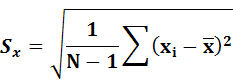 Sₓ = √(1/(N − 1) ∑ (xᵢ − x̅)²)